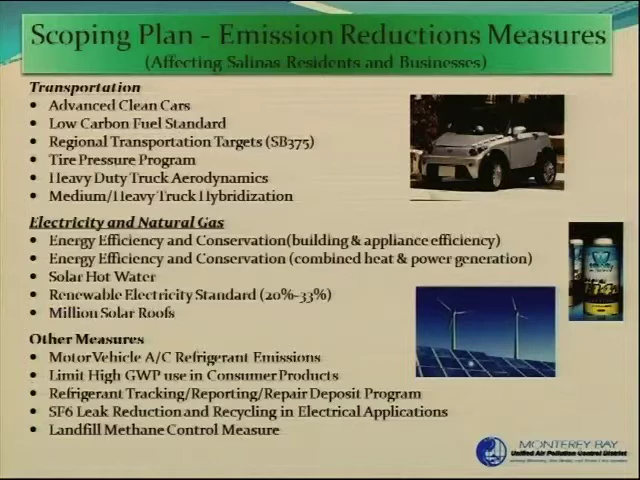 Scoping Plan - Emission Reductions Measures
(Affecting Salinas Residents and Businesses)
Transportation
• Advanced Clean Cars
• Low Carbon Fuel Standard
• Regional Transportation Targets (SB375)
• Tire Pressure Program
• Heavy Duty Truck Aerodynamics
• Medium/Heavy Truck Hybridization
Electricity and Natural Gas
• Energy Efficiency and Conservation(building & appliance efficiency)
• Energy Efficiency and Conservation (combined heat & power generation)
• Solar Hot Water
• Renewable Electricity Standard (20%-33%)
• Million Solar Roofs
Other Measures
• Motor Vehicle A/C Refrigerant Emissions
• Limit High GWP use in Consumer Products
• Refrigerant Tracking/Reporting/Repair Deposit Program
• SF6 Leak Reduction and Recycling in Electrical Applications
• Landfill Methane Control Measure
MONTEREY BAY
Unified Air Pollution Control District